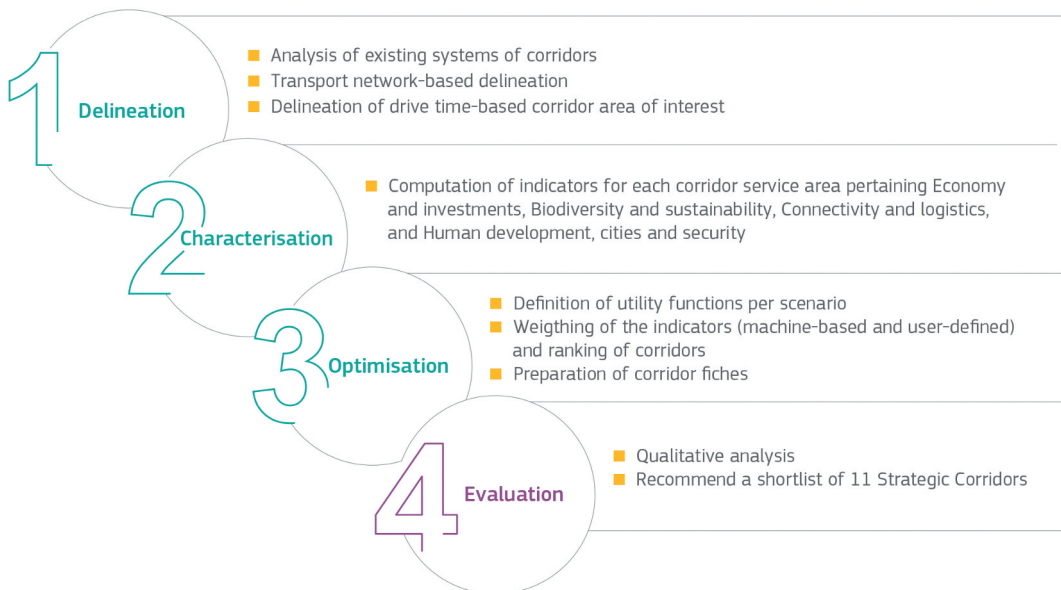 1
Delineation
■ Analysis of existing systems of corridors
■ Transport network-based delineation
■ Delineation of drive time-based corridor area of interest
2
Characterisation
■ Computation of indicators for each corridor service area pertaining Economy
and investments, Biodiversity and sustainability, Connectivity and logistics,
and Human development, cities and security
3
Optimisation
■ Definition of utility functions per scenario
■ Weigthing of the indicators (machine-based and user-defined)
and ranking of corridors
■ Preparation of corridor fiches
4
Evaluation
■ Qualitative analysis
■ Recommend a shortlist of 11 Strategic Corridors